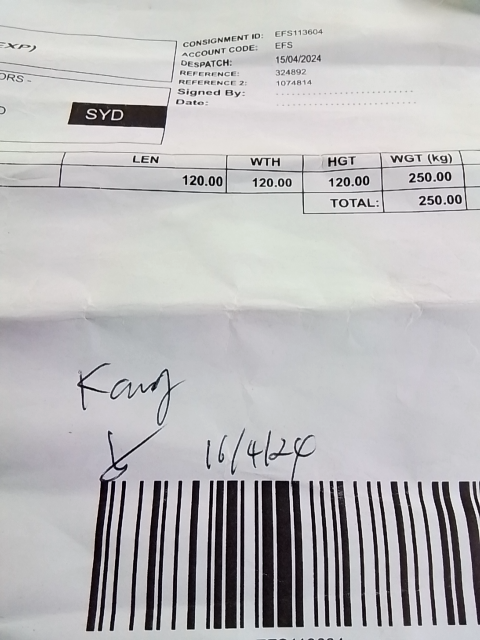 EXP)
ORS -
SYD
CONSIGNMENT ID: EFS113604
ACCOUNT CODE: EFS
DESPATCH: 15/04/2024
REFERENCE: 324892
REFERENCE 2: 1074814
Signed By:
Date:
LEN WTH HGT WGT (kg)
120.00 120.00 120.00 250.00
TOTAL: 250.00
Kang
16/4/24